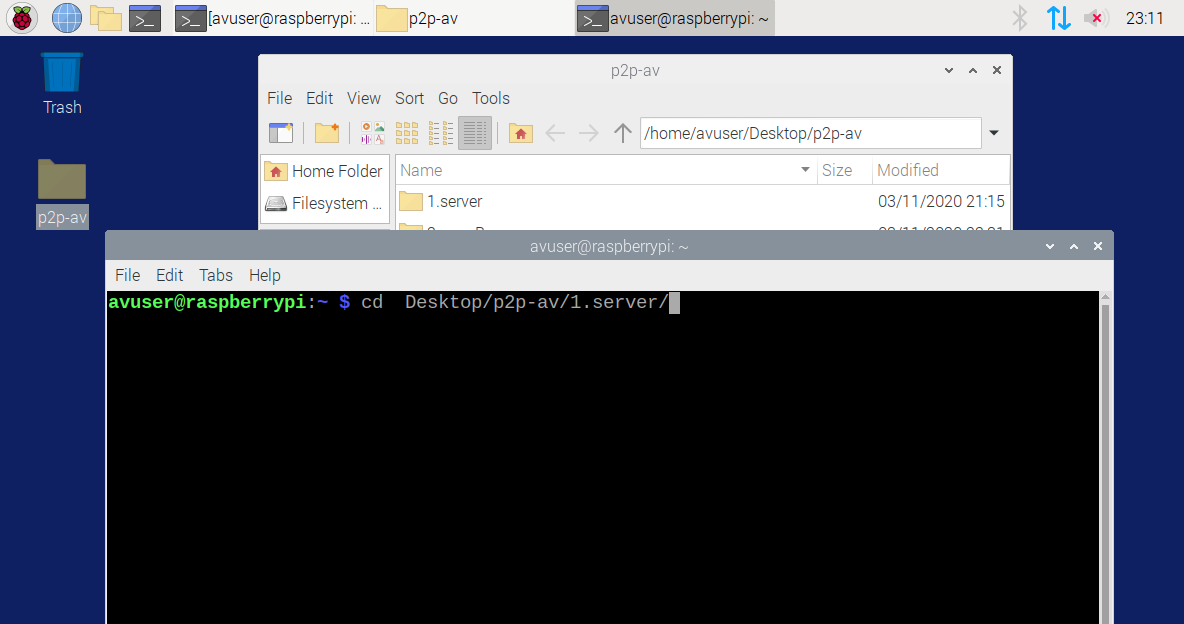 [avuser@raspberrypi: ... p2p-av avuser@raspberrypi: ~ 23:11
Trash
p2p-av
p2p-av
File Edit View Sort Go Tools
/home/avuser/Desktop/p2p-av
Home Folder
Filesystem ...
Name Size Modified
1.server 03/11/2020 21:15
avuser@raspberrypi: ~
File Edit Tabs Help
avuser@raspberrypi:~ $ cd  Desktop/p2p-av/1.server/